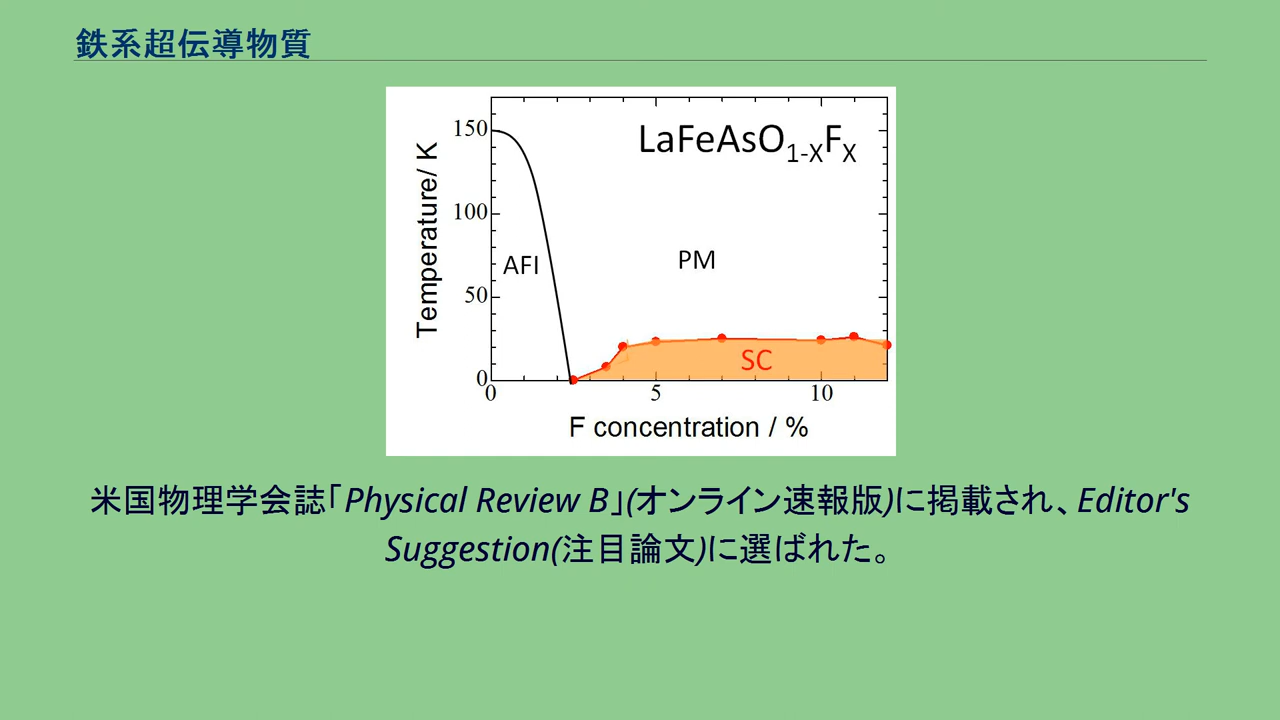 鉄系超伝導物質
LaFeAsO1-XFX
150
100
50
0
Temperature/ K
AFI
PM
SC
0 5 10
F concentration / %
米国物理学会誌｢Physical Review B｣(オンライン速報版)に掲載され、Editor's
Suggestion(注目論文)に選ばれた。